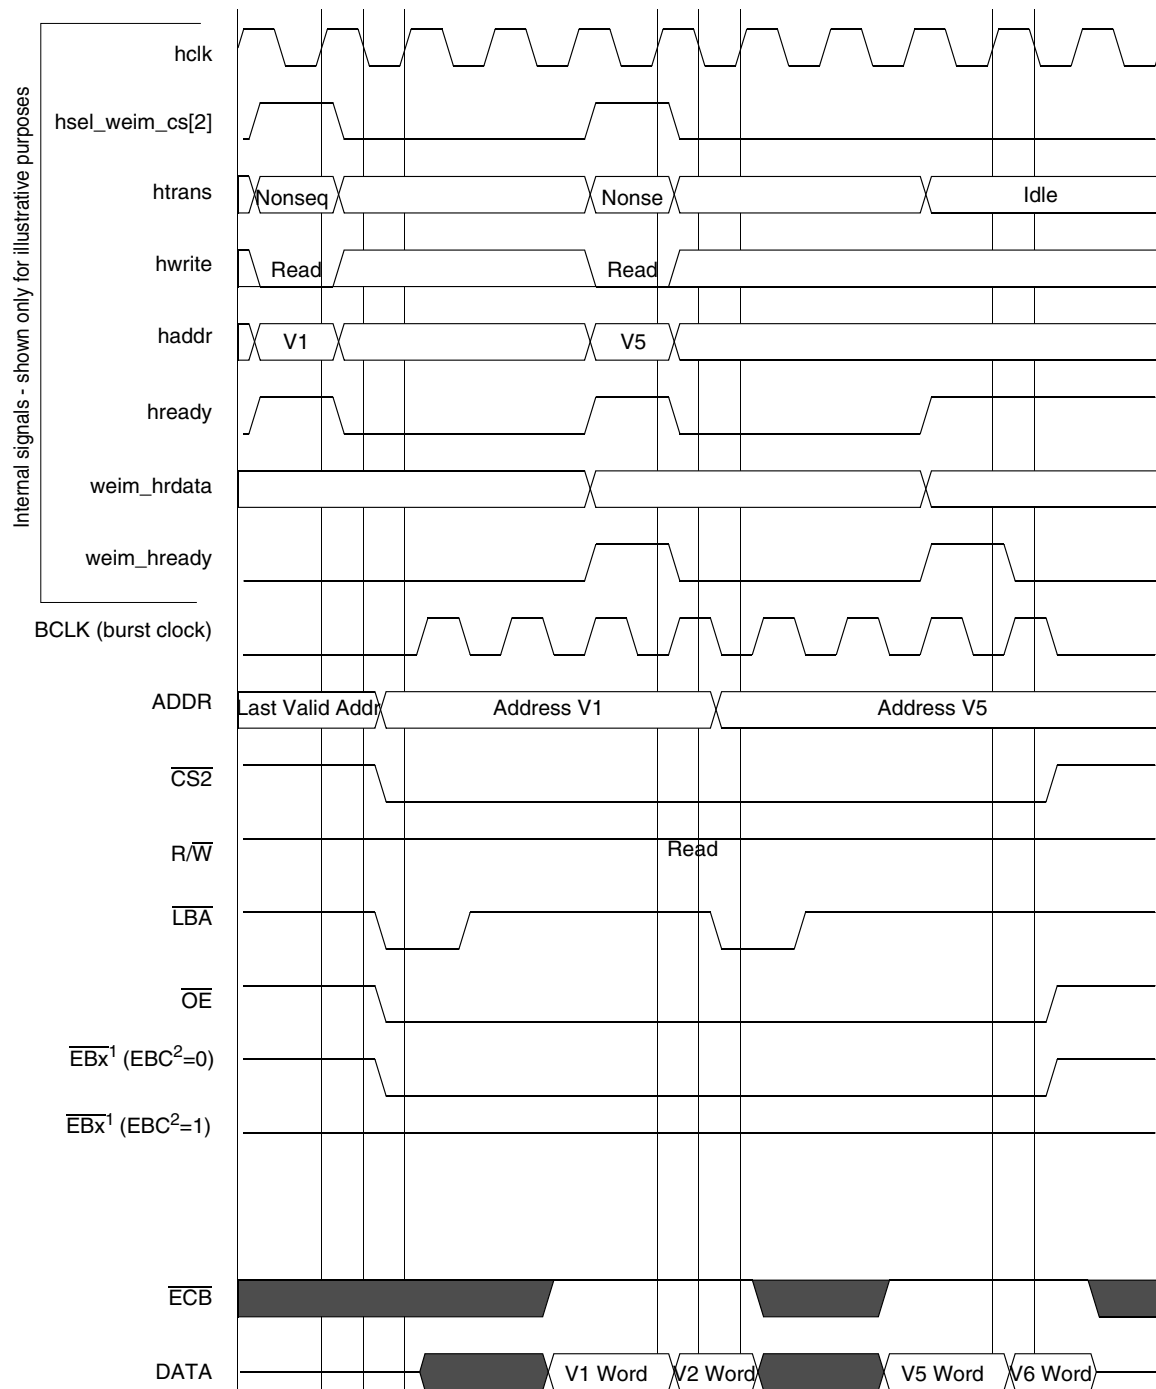 Internal signals - shown only for illustrative purposes
hclk
hsel_weim_cs[2]
htrans Nonseq Nonse Idle
hwrite Read Read
haddr V1 V5
hready
weim_hrdata
weim_hready
BCLK (burst clock)
ADDR Last Valid Addr Address V1 Address V5
CS2
R/W Read
LBA
OE
EBx1 (EBC2=0)
EBx1 (EBC2=1)
ECB
DATA V1 Word V2 Word V5 Word V6 Word